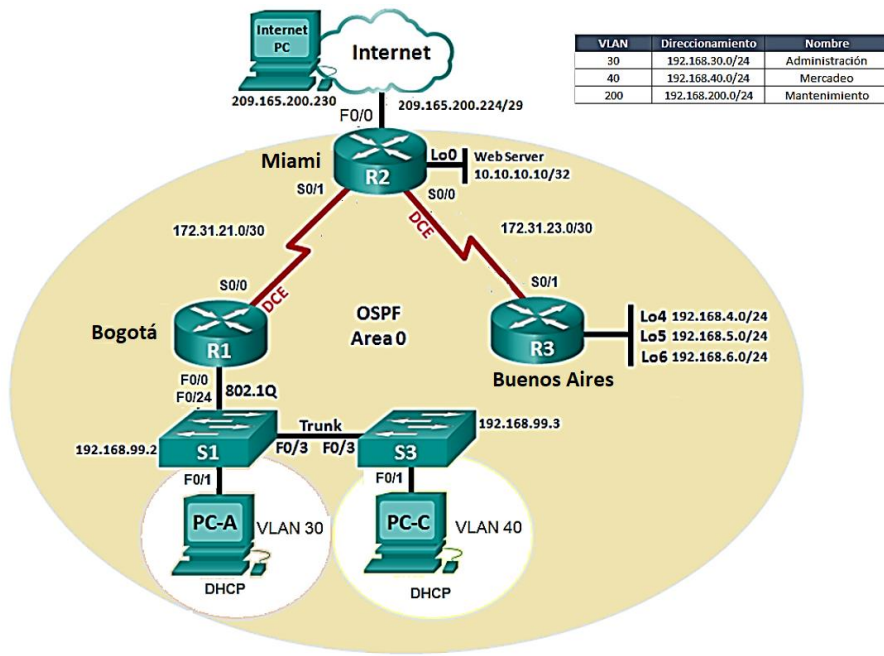 Internet
PC
Internet
209.165.200.230
209.165.200.224/29
F0/0
VLAN Direccionamiento Nombre
30 192.168.30.0/24 Administración
40 192.168.40.0/24 Mercadeo
200 192.168.200.0/24 Mantenimiento
Miami
R2
Lo0
Web Server
10.10.10.10/32
S0/1
S0/0
DCE
172.31.21.0/30
172.31.23.0/30
S0/0
DCE
S0/1
Bogotá
R1
OSPF
Area 0
R3
Buenos Aires
Lo4 192.168.4.0/24
Lo5 192.168.5.0/24
Lo6 192.168.6.0/24
F0/0
F0/24
802.1Q
Trunk
192.168.99.2
S1
F0/3
F0/3
S3
192.168.99.3
F0/1
F0/1
PC-A
VLAN 30
DHCP
PC-C
VLAN 40
DHCP